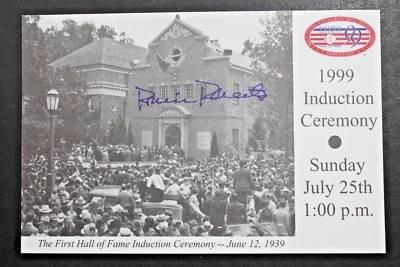 1999
Induction
Ceremony
Sunday
July 25th
1:00 p.m.
The First Hall of Fame Induction Ceremony -- June 12, 1939